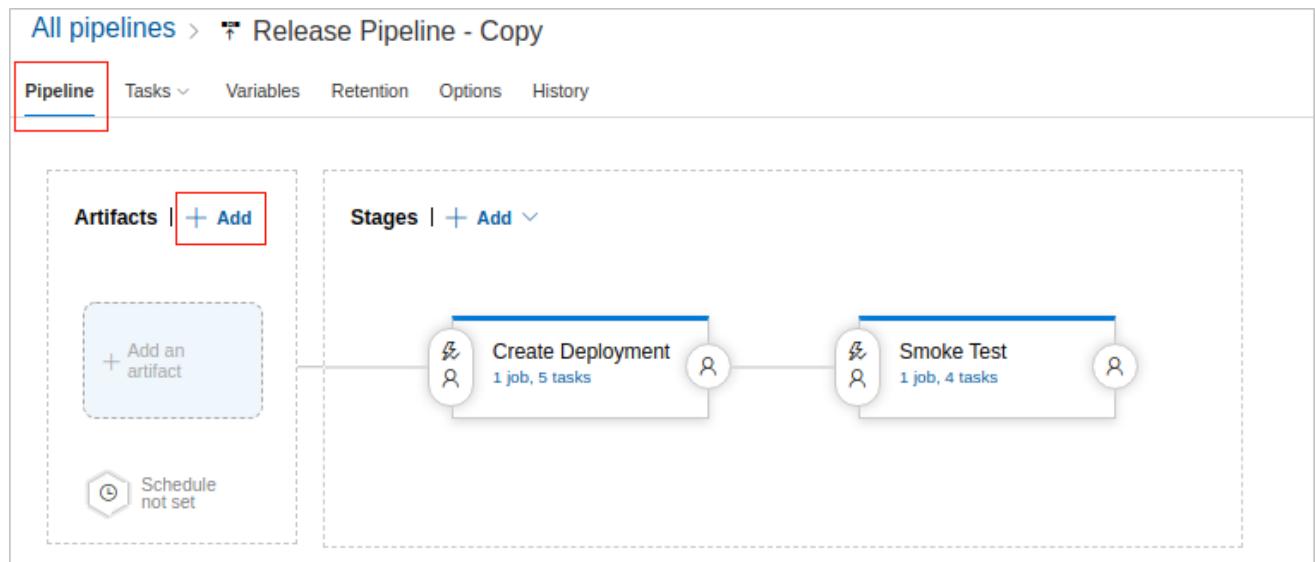 All pipelines > Release Pipeline - Copy
Pipeline Tasks Variables Retention Options History
Artifacts | + Add
Stages | + Add
+ Add an
artifact
Create Deployment
1 job, 5 tasks
Smoke Test
1 job, 4 tasks
Schedule
not set